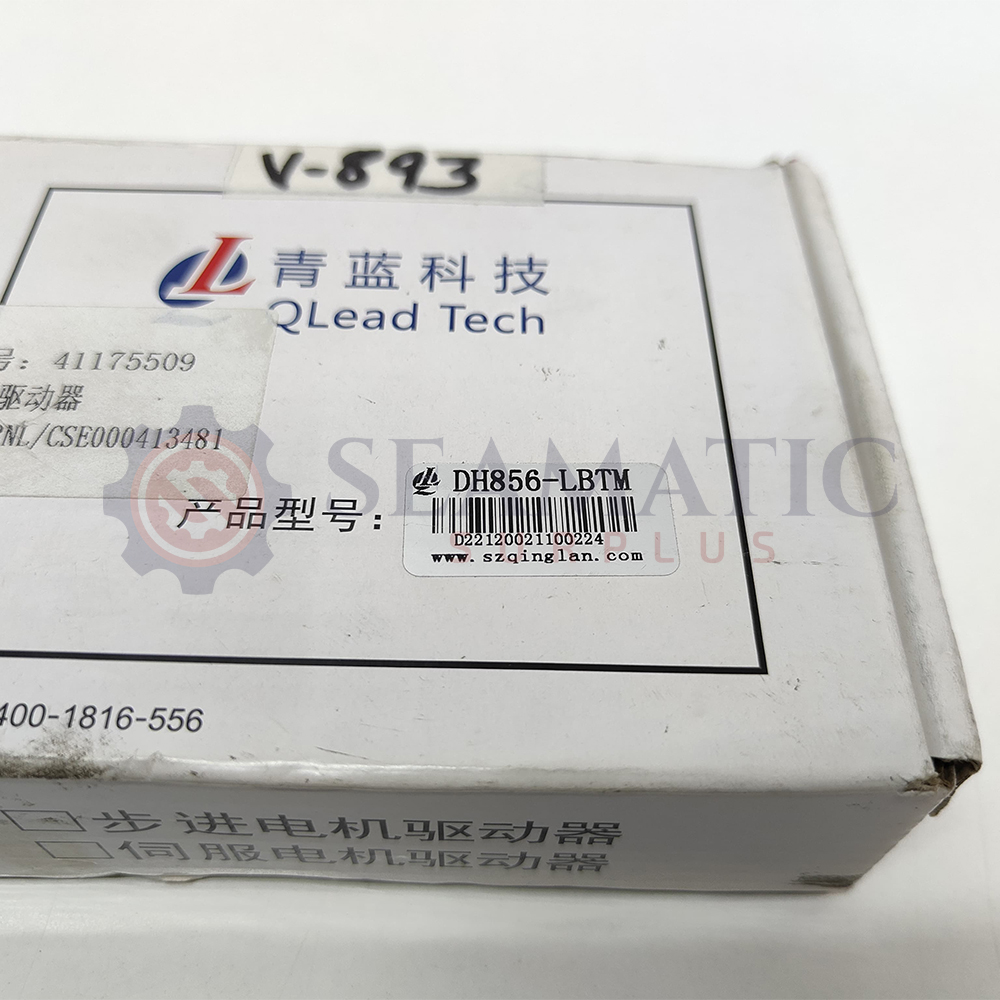 V-893
青蓝科技
QLead Tech
号：41175509
驱动器
NL/CSE000413481
SEAMATIC
SURPLUS
产品型号：
DH856-LBTM
D22120021100224
www.szqinglan.com
400-1816-556
步进电机驱动器
伺服电机驱动器